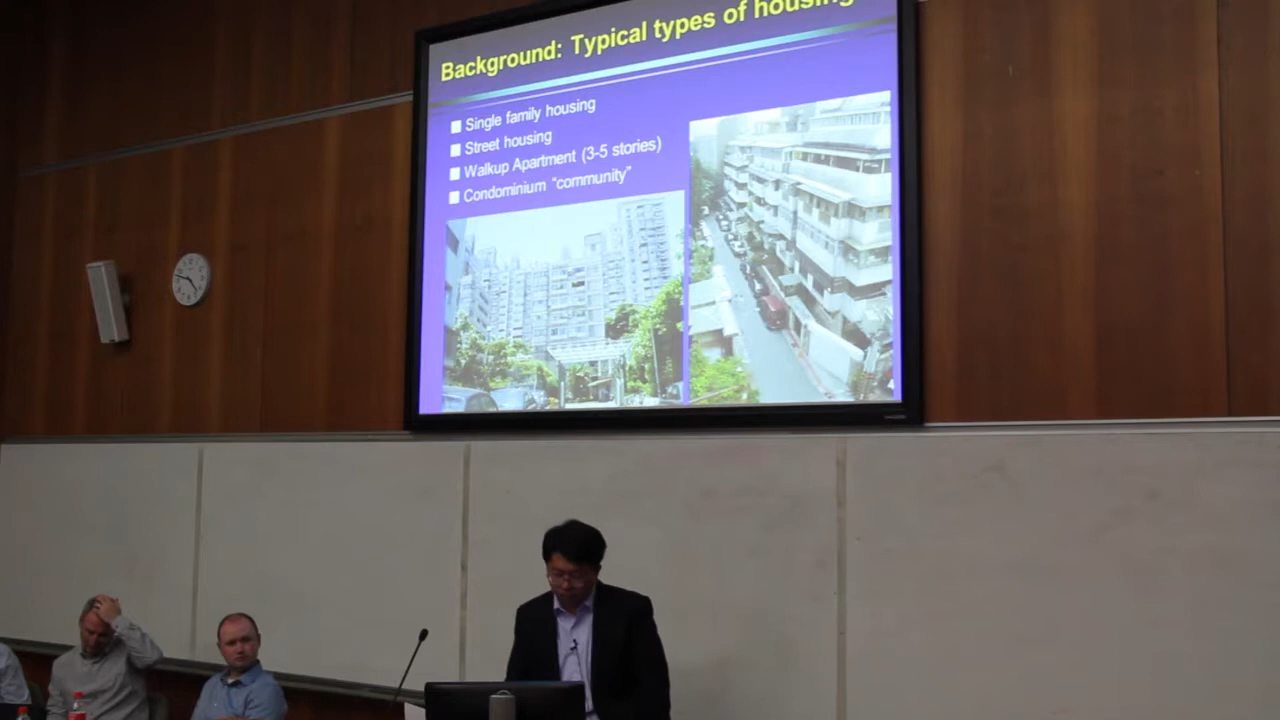 Background: Typical types of housing
Single family housing
Street housing
Walkup Apartment (3-5 stories)
Condominium “community”